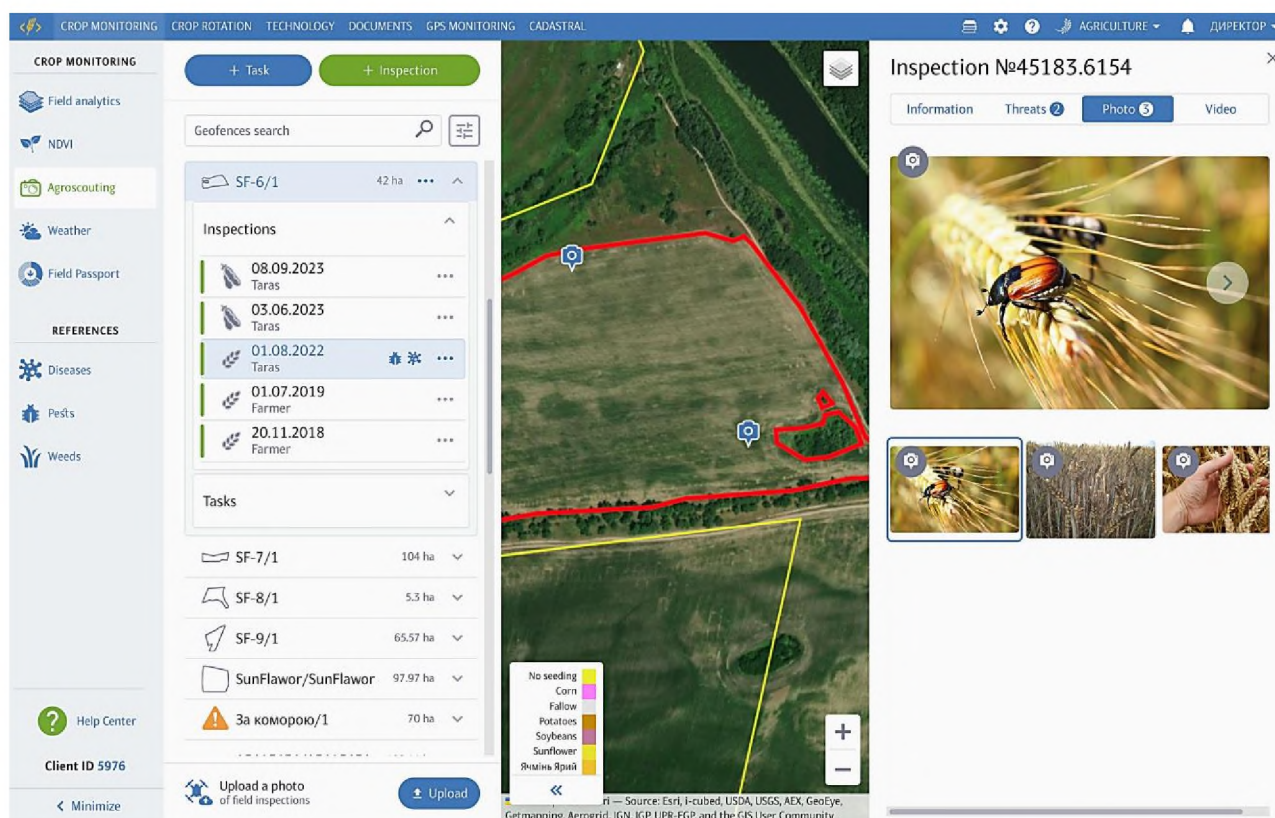 CROP MONITORING CROP ROTATION TECHNOLOGY DOCUMENTS GPS MONITORING CADASTRAL AGRICULTURE ДИРЕКТОР
CROP MONITORING
Field analytics
NDVI
Agroscouting
Weather
Field Passport
REFERENCES
Diseases
Pests
Weeds
Help Center
Client ID 5976
Minimize
+ Task + Inspection
Geofences search
SF-6/1 42 ha
Inspections
08.09.2023
Taras
03.06.2023
Taras
01.08.2022
Taras
01.07.2019
Farmer
20.11.2018
Farmer
Tasks
SF-7/1 104 ha
SF-8/1 5.3 ha
SF-9/1 65.57 ha
SunFlawor/SunFlawor 97.97 ha
За коморою/1 70 ha
Upload a photo
of field inspections
Upload
No seeding
Corn
Fallow
Potatoes
Soybeans
Sunflower
Ячмінь Ярий
ri — Source: Esri, i-cubed, USDA, USGS, AEX, GeoEye,
Getmapping, Aerogrid, IGN, IGP, UPR-EGP, and the GIS User Community
Inspection №45183.6154
Information Threats 2 Photo Video